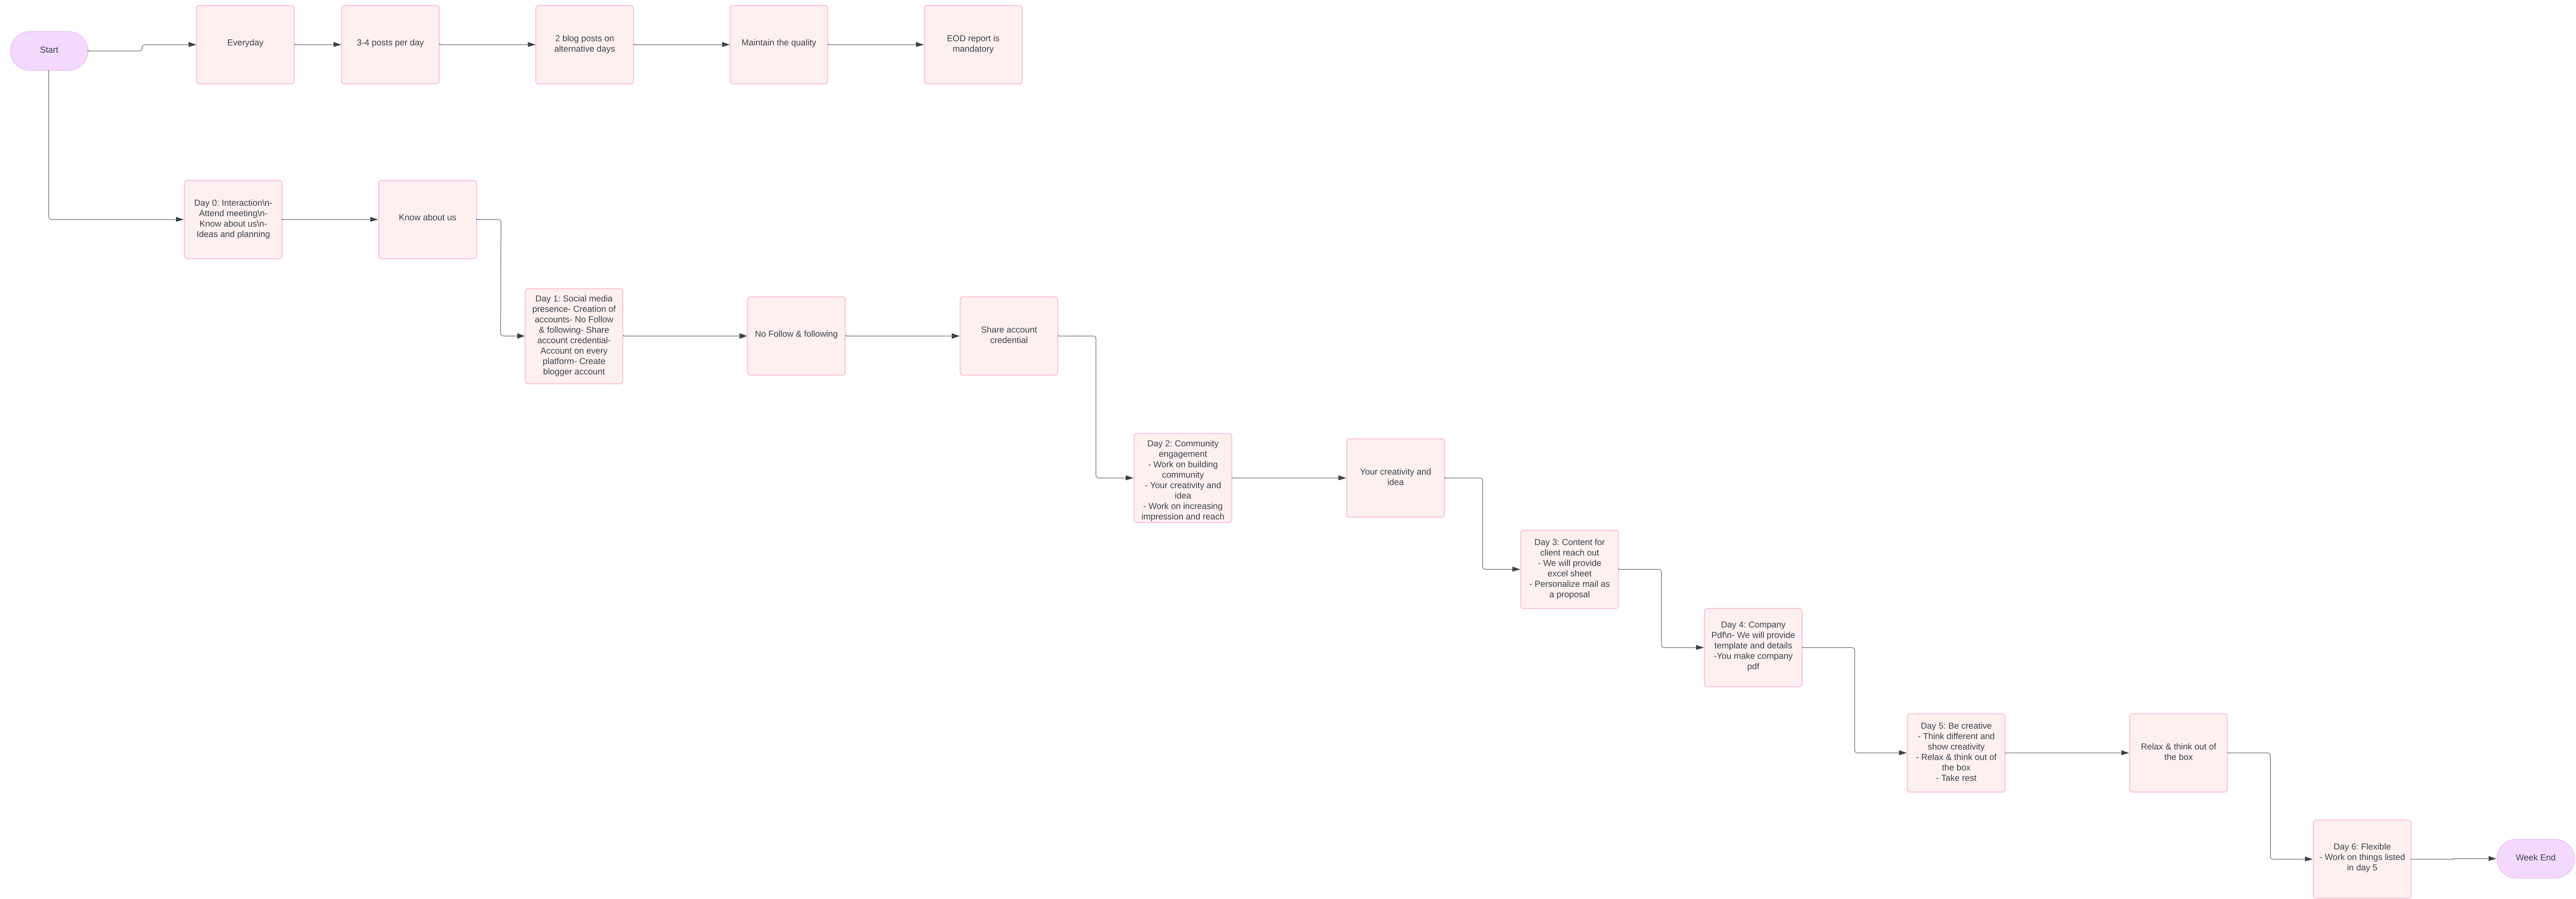 Start
Everyday
3-4 posts per day
2 blog posts on
alternative days
Maintain the quality
EOD report is
mandatory
Day 0: Interaction\n-
Attend meeting\n-
Know about us\n-
Ideas and planning
Know about us
Day 1: Social media
presence- Creation of
accounts- No Follow
& following- Share
account credential-
Account on every
platform- Create
blogger account
No Follow & following
Share account
credential
Day 2: Community
engagement
- Work on building
community
- Your creativity and
idea
- Work on increasing
impression and reach
Your creativity and
idea
Day 3: Content for
client reach out
- We will provide
excel sheet
- Personalize mail as
a proposal
Day 4: Company
Pdf\n- We will provide
template and details
-You make company
pdf
Day 5: Be creative
- Think different and
show creativity
- Relax & think out of
the box
- Take rest
Relax & think out of
the box
Day 6: Flexible
- Work on things listed
in day 5
Week End